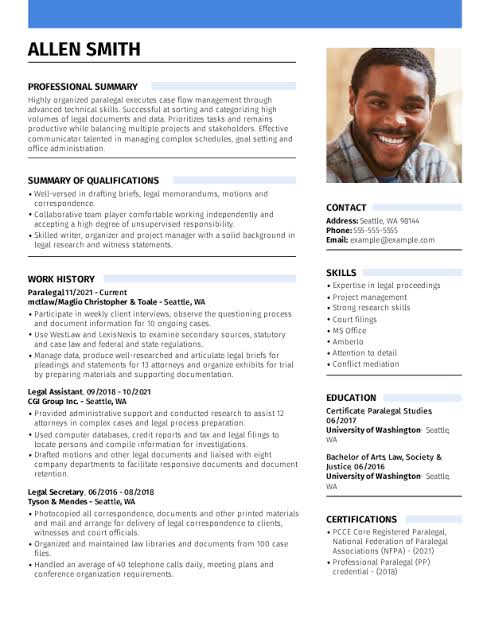 ALLEN SMITH
PROFESSIONAL SUMMARY
Highly organized paralegal executes case flow management through
advanced technical skills. Successful at sorting and categorizing high
volumes of legal documents and data. Prioritizes tasks and remains
productive while balancing multiple projects and stakeholders. Effective
communicator talented in managing complex schedules, goal setting and
office administration.
SUMMARY OF QUALIFICATIONS
• Well-versed in drafting briefs, legal memorandums, motions and
correspondence.
• Collaborative team player comfortable working independently and
accepting a high degree of unsupervised responsibility.
• Skilled writer, organizer and project manager with a solid background in
legal research and witness statements.
WORK HISTORY
Paralegal 11/2021 - Current
mctlaw/Maglio Christopher & Toale - Seattle, WA
• Participate in weekly client interviews, observe the questioning process
and document information for 10 ongoing cases.
• Use WestLaw and LexisNexis to examine secondary sources, statutory
and case law and federal and state regulations.
• Manage data, produce well-researched and articulate legal briefs for
pleadings and statements for 13 attorneys and organize exhibits for trial
by preparing materials and supporting documentation.
Legal Assistant, 09/2018 - 10/2021
CGI Group Inc. - Seattle, WA
• Provided administrative support and conducted research to assist 12
attorneys in complex cases and legal process preparation.
• Used computer databases, credit reports and tax and legal filings to
locate persons and compile information for investigations.
• Drafted motions and other legal documents and liaised with eight
company departments to facilitate responsive documents and document
retention.
Legal Secretary, 06/2016 - 08/2018
Tyson & Mendes - Seattle, WA
• Photocopied all correspondence, documents and other printed materials
and mail and arrange for delivery of legal correspondence to clients,
witnesses and court officials.
• Organized and maintained law libraries and documents from 100 case
files.
• Handled an average of 40 telephone calls daily, meeting plans and
conference organization requirements.
CONTACT
Address: Seattle, WA 98144
Phone: 555-555-5555
Email: example@example.com
SKILLS
• Expertise in legal proceedings
• Project management
• Strong research skills
• Court filings
• MS Office
• Amberlo
• Attention to detail
• Conflict mediation
EDUCATION
Certificate Paralegal Studies
06/2017
University of Washington - Seattle,
WA
Bachelor of Arts, Law, Society &
Justice, 06/2016
University of Washington - Seattle,
WA
CERTIFICATIONS
• PCCE Core Registered Paralegal,
National Federation of Paralegal
Associations (NFPA) - (2021)
• Professional Paralegal (PP)
credential - (2018)